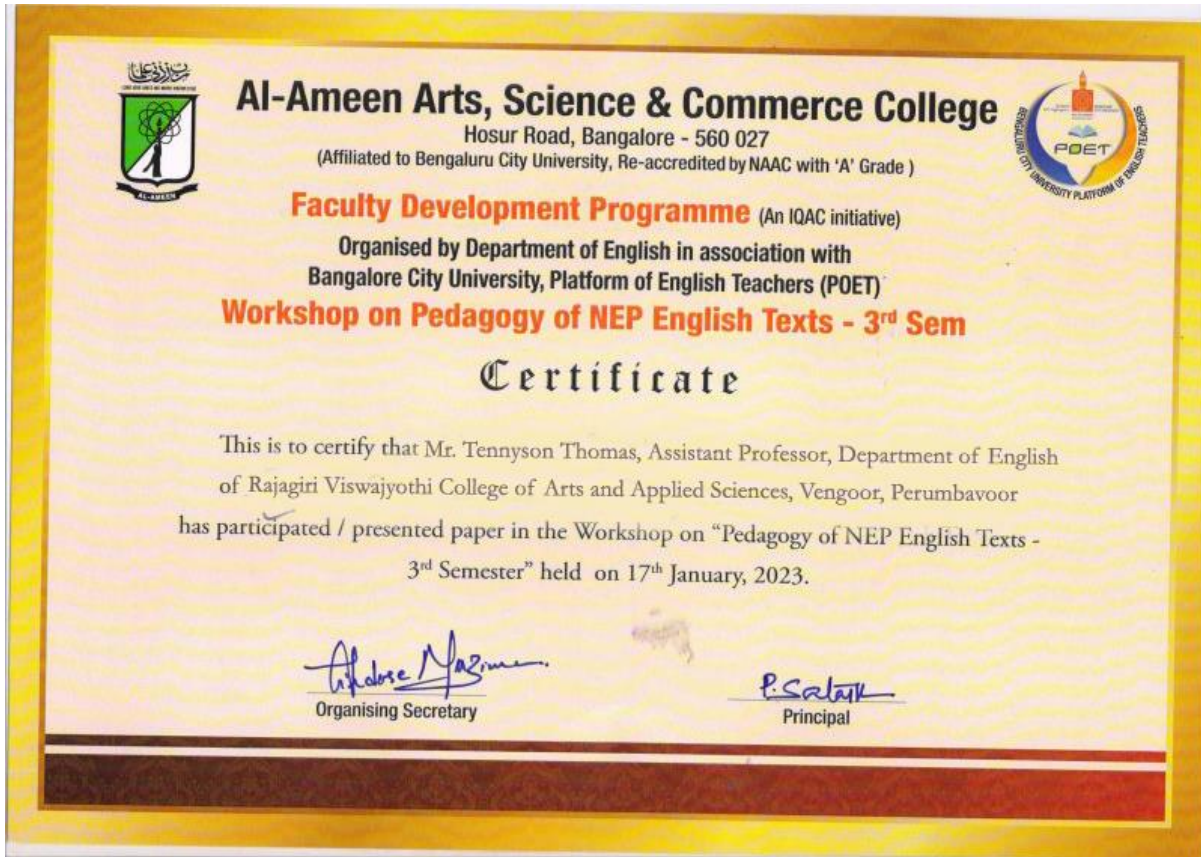 AL-AMEEN
Al-Ameen Arts, Science & Commerce College
Hosur Road, Bangalore - 560 027
(Affiliated to Bengaluru City University, Re-accredited by NAAC with ‘A’ Grade )
POET
BENGALURU CITY UNIVERSITY PLATFORM OF ENGLISH TEACHERS
Faculty Development Programme (An IQAC initiative)
Organised by Department of English in association with
Bangalore City University, Platform of English Teachers (POET)
Workshop on Pedagogy of NEP English Texts - 3rd Sem
Certificate
This is to certify that Mr. Tennyson Thomas, Assistant Professor, Department of English
of Rajagiri Viswajyothi College of Arts and Applied Sciences, Vengoor, Perumbavoor
has participated / presented paper in the Workshop on “Pedagogy of NEP English Texts -
3rd Semester” held on 17th January, 2023.
Organising Secretary
Principal